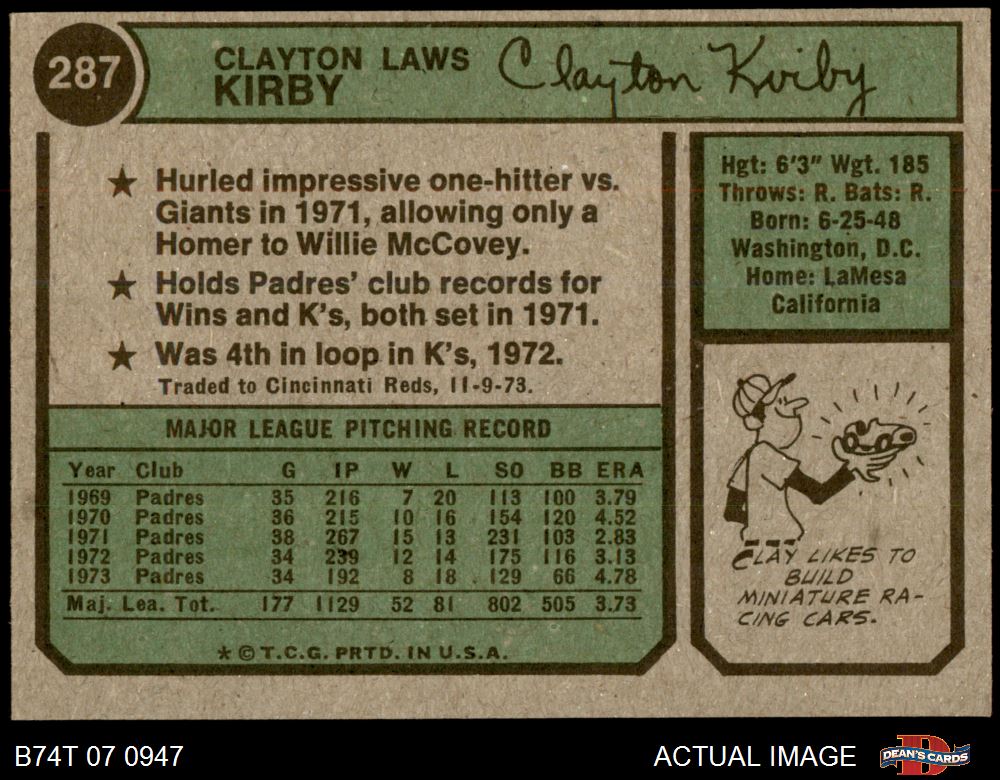 287
CLAYTON LAWS
KIRBY
Clayton Kirby
★ Hurled impressive one-hitter vs.
Giants in 1971, allowing only a
Homer to Willie McCovey.
★ Holds Padres' club records for
Wins and K's, both set in 1971.
★ Was 4th in loop in K's, 1972.
Traded to Cincinnati Reds, 11-9-73.
MAJOR LEAGUE PITCHING RECORD
Year Club G IP W L SO BB ERA
1969 Padres 35 216 7 20 113 100 3.79
1970 Padres 36 215 10 16 154 120 4.52
1971 Padres 38 267 15 13 231 103 2.83
1972 Padres 34 239 12 14 175 116 3.13
1973 Padres 34 192 8 18 129 66 4.78
Maj. Lea. Tot. 177 1129 52 81 802 505 3.73
★ © T.C.G. PRTD. IN U.S.A.
Hgt: 6'3" Wgt. 185
Throws: R. Bats: R.
Born: 6-25-48
Washington, D.C.
Home: LaMesa
California
CLAY LIKES TO
BUILD
MINIATURE RA-
CING CARS.
B74T 07 0947
ACTUAL IMAGE
D
DEAN'S CARDS